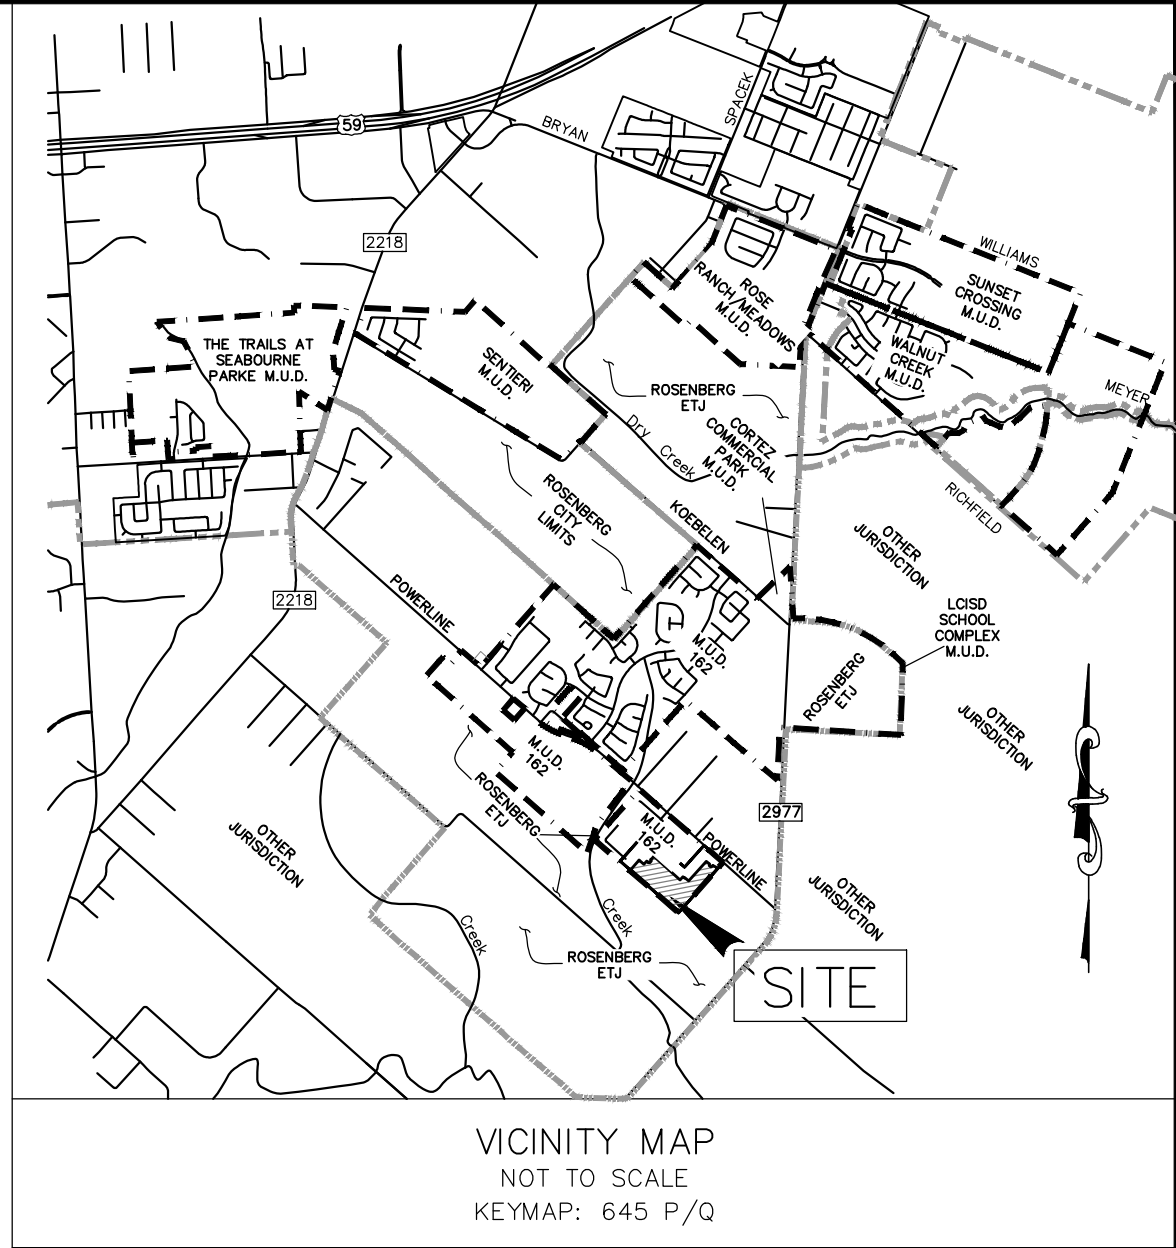 59
BRYAN
SPACEK
2218
WILLIAMS
SUNSET
CROSSING
M.U.D.
ROSE
RANCH/MEADOWS
M.U.D.
WALNUT
CREEK
M.U.D.
THE TRAILS AT
SEABOURNE
PARKE M.U.D.
SENTIERI
M.U.D.
ROSENBERG
ETJ
MEYER
Dry
Creek
CORTEZ
COMMERCIAL
PARK
M.U.D.
ROSENBERG
CITY
LIMITS
KOEBELEN
RICHFIELD
OTHER
JURISDICTION
POWERLINE
2218
LCISD
SCHOOL
COMPLEX
M.U.D.
M.U.D.
162
ROSENBERG
ETJ
OTHER
JURISDICTION
M.U.D.
162
ROSENBERG
ETJ
2977
M.U.D.
162
POWERLINE
OTHER
JURISDICTION
OTHER
JURISDICTION
Creek
Creek
ROSENBERG
ETJ
SITE
VICINITY MAP
NOT TO SCALE
KEYMAP: 645 P/Q